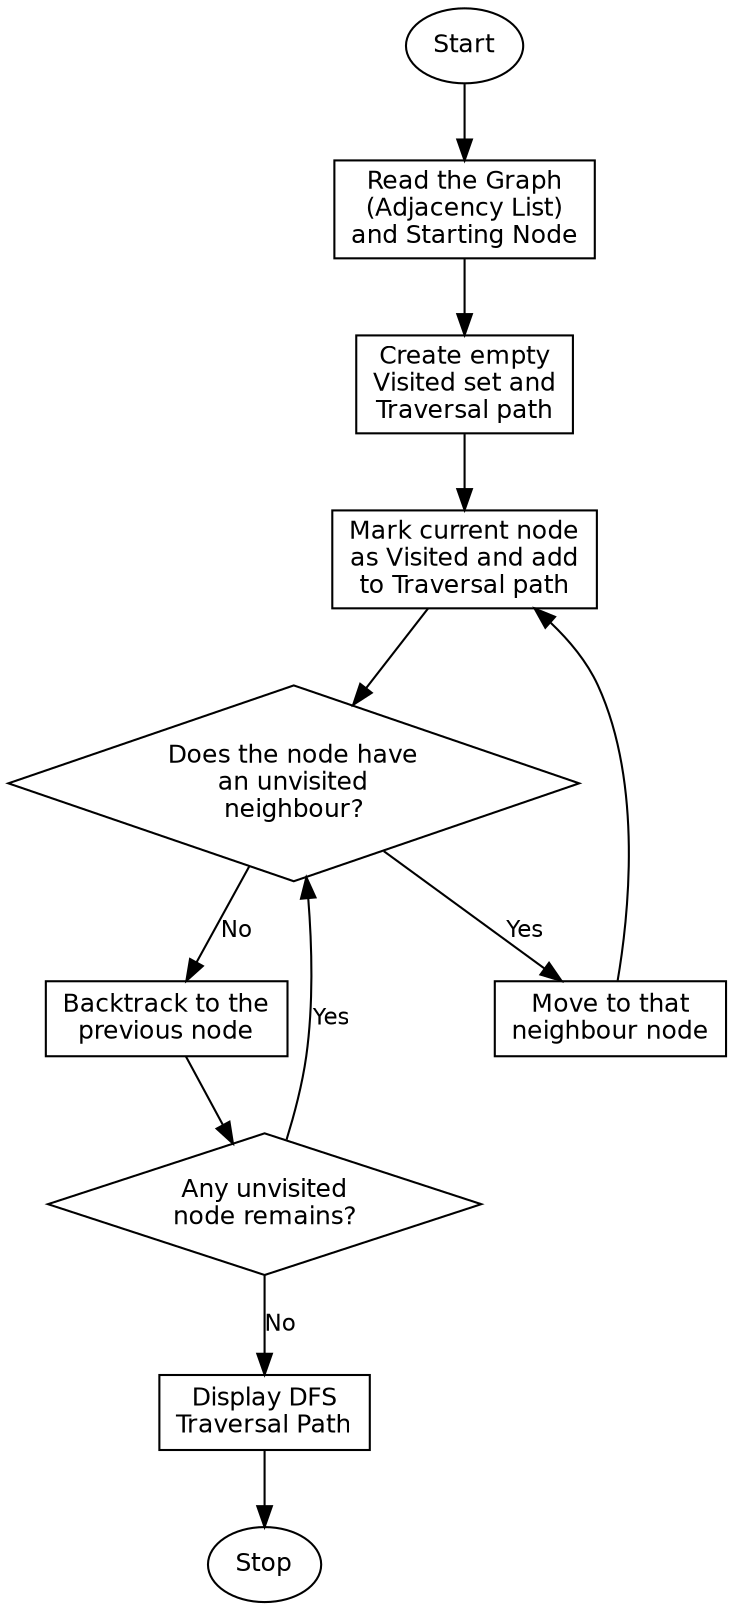 Start
Read the Graph
(Adjacency List)
and Starting Node
Create empty
Visited set and
Traversal path
Mark current node
as Visited and add
to Traversal path
Does the node have
an unvisited
neighbour?
No
Yes
Backtrack to the
previous node
Yes
Move to that
neighbour node
Any unvisited
node remains?
No
Display DFS
Traversal Path
Stop